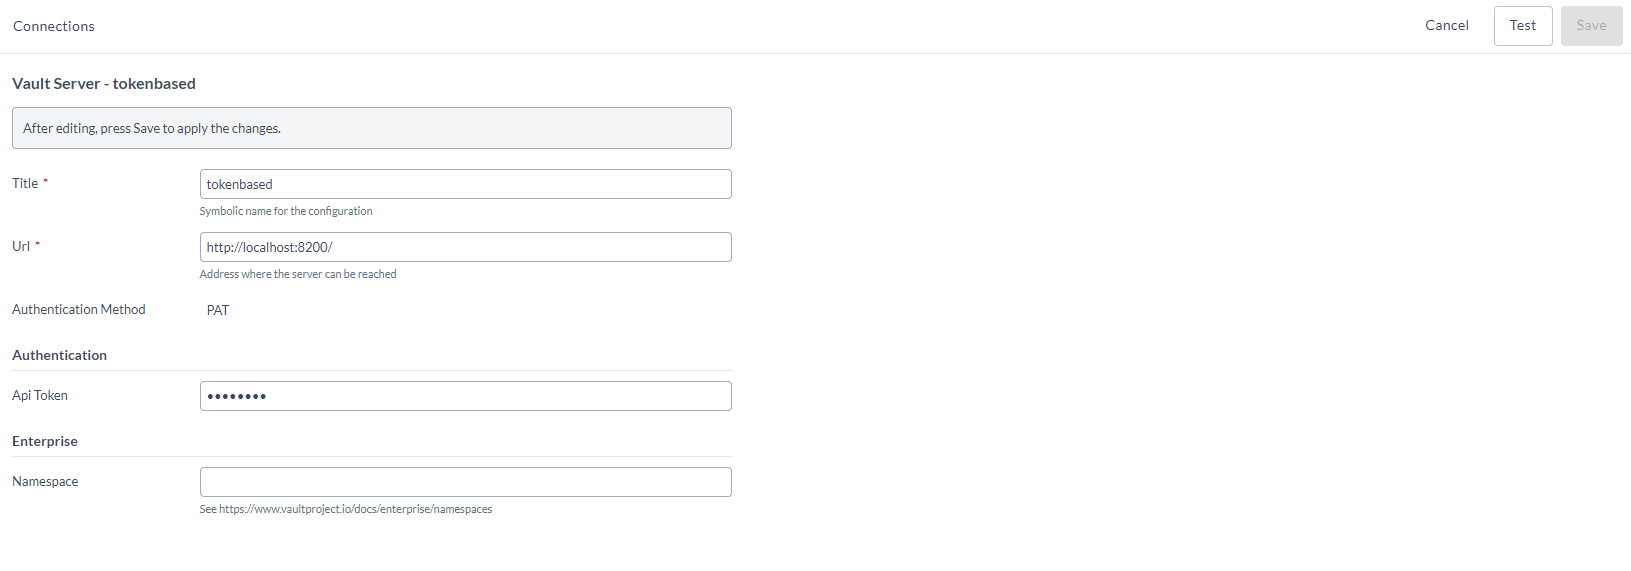 Connections
Cancel
Test
Save
Vault Server - tokenbased
After editing, press Save to apply the changes.
Title *
tokenbased
Symbolic name for the configuration
Url *
http://localhost:8200/
Address where the server can be reached
Authentication Method
PAT
Authentication
Api Token
••••••••
Enterprise
Namespace
See https://www.vaultproject.io/docs/enterprise/namespaces